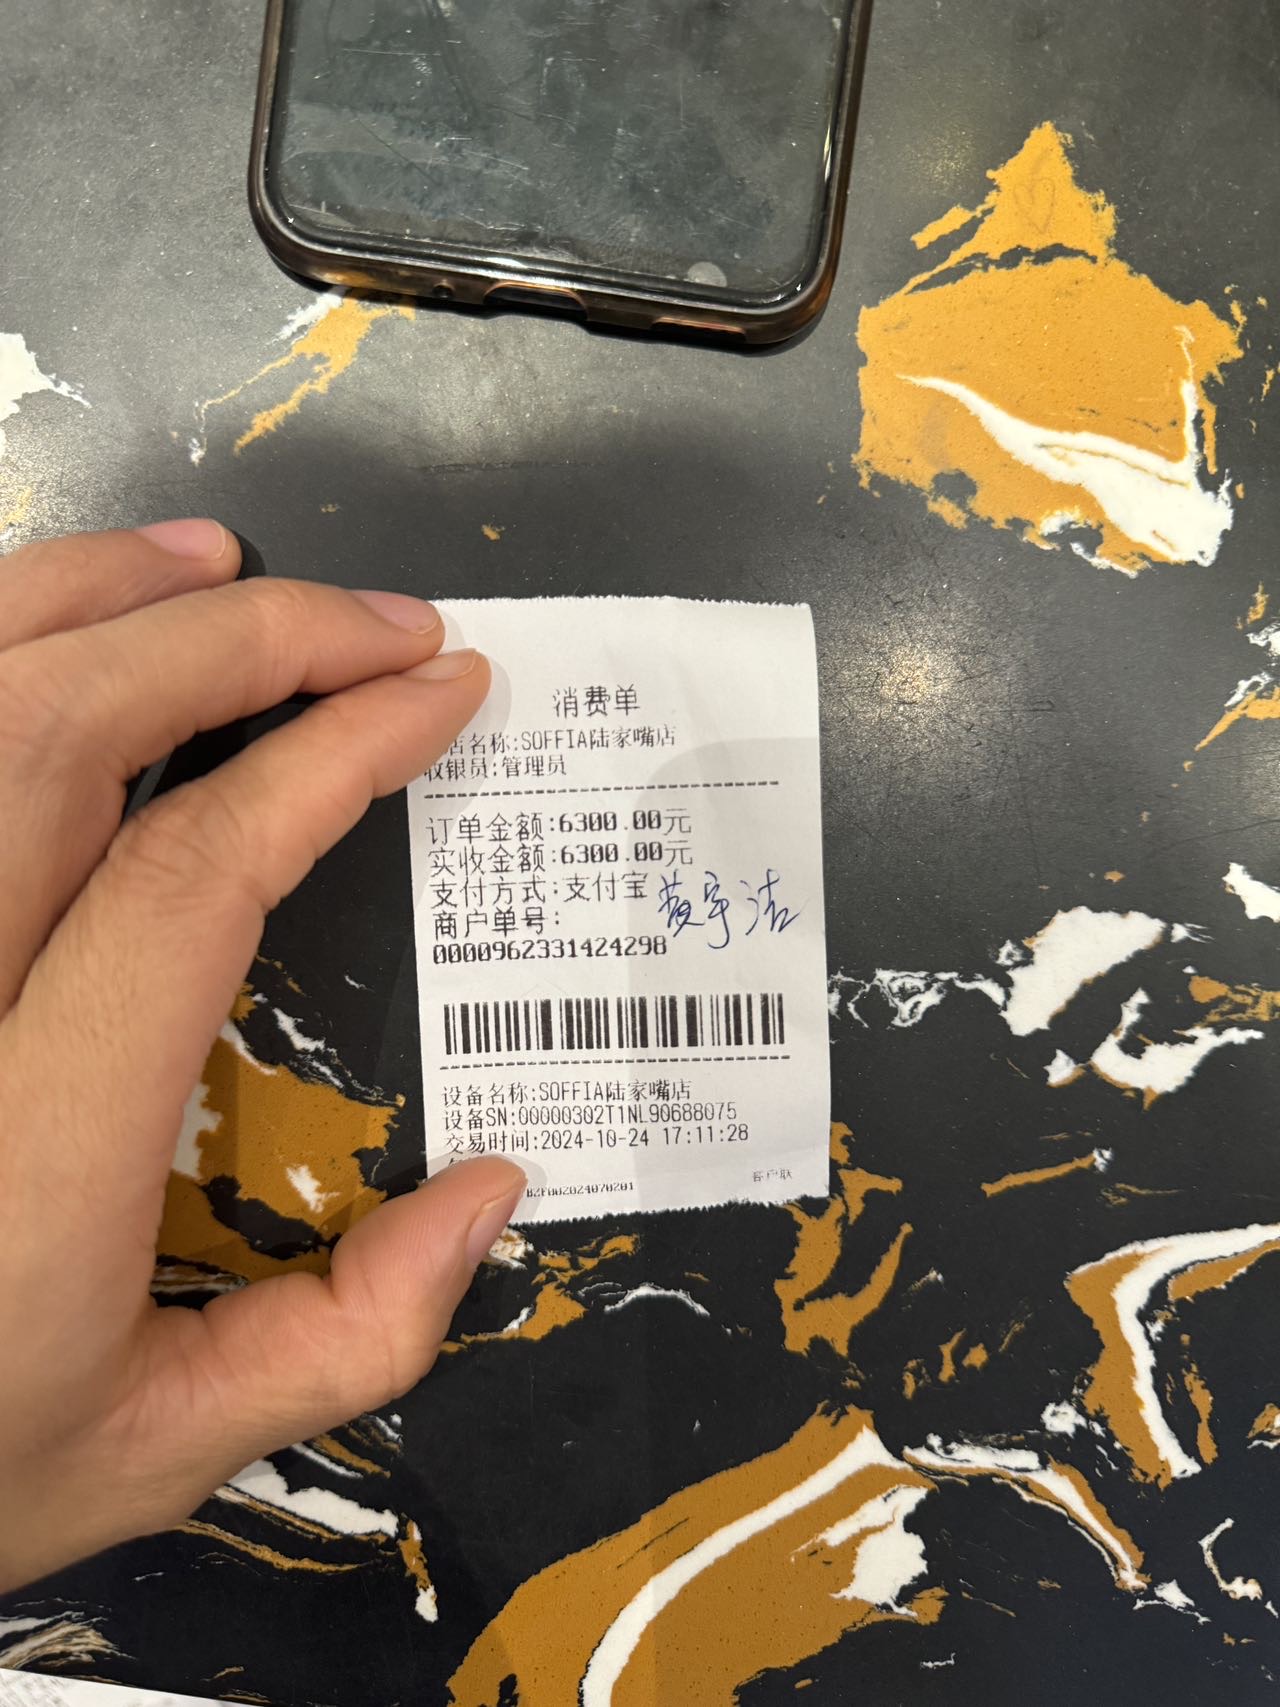 消费单
店名称:SOFFIA陆家嘴店
收银员:管理员
订单金额:6300.00元
实收金额:6300.00元
支付方式:支付宝
商户单号:
0000962331424298
设备名称:SOFFIA陆家嘴店
设备SN:00000302T1NL90688075
交易时间:2024-10-24 17:11:28
客户联